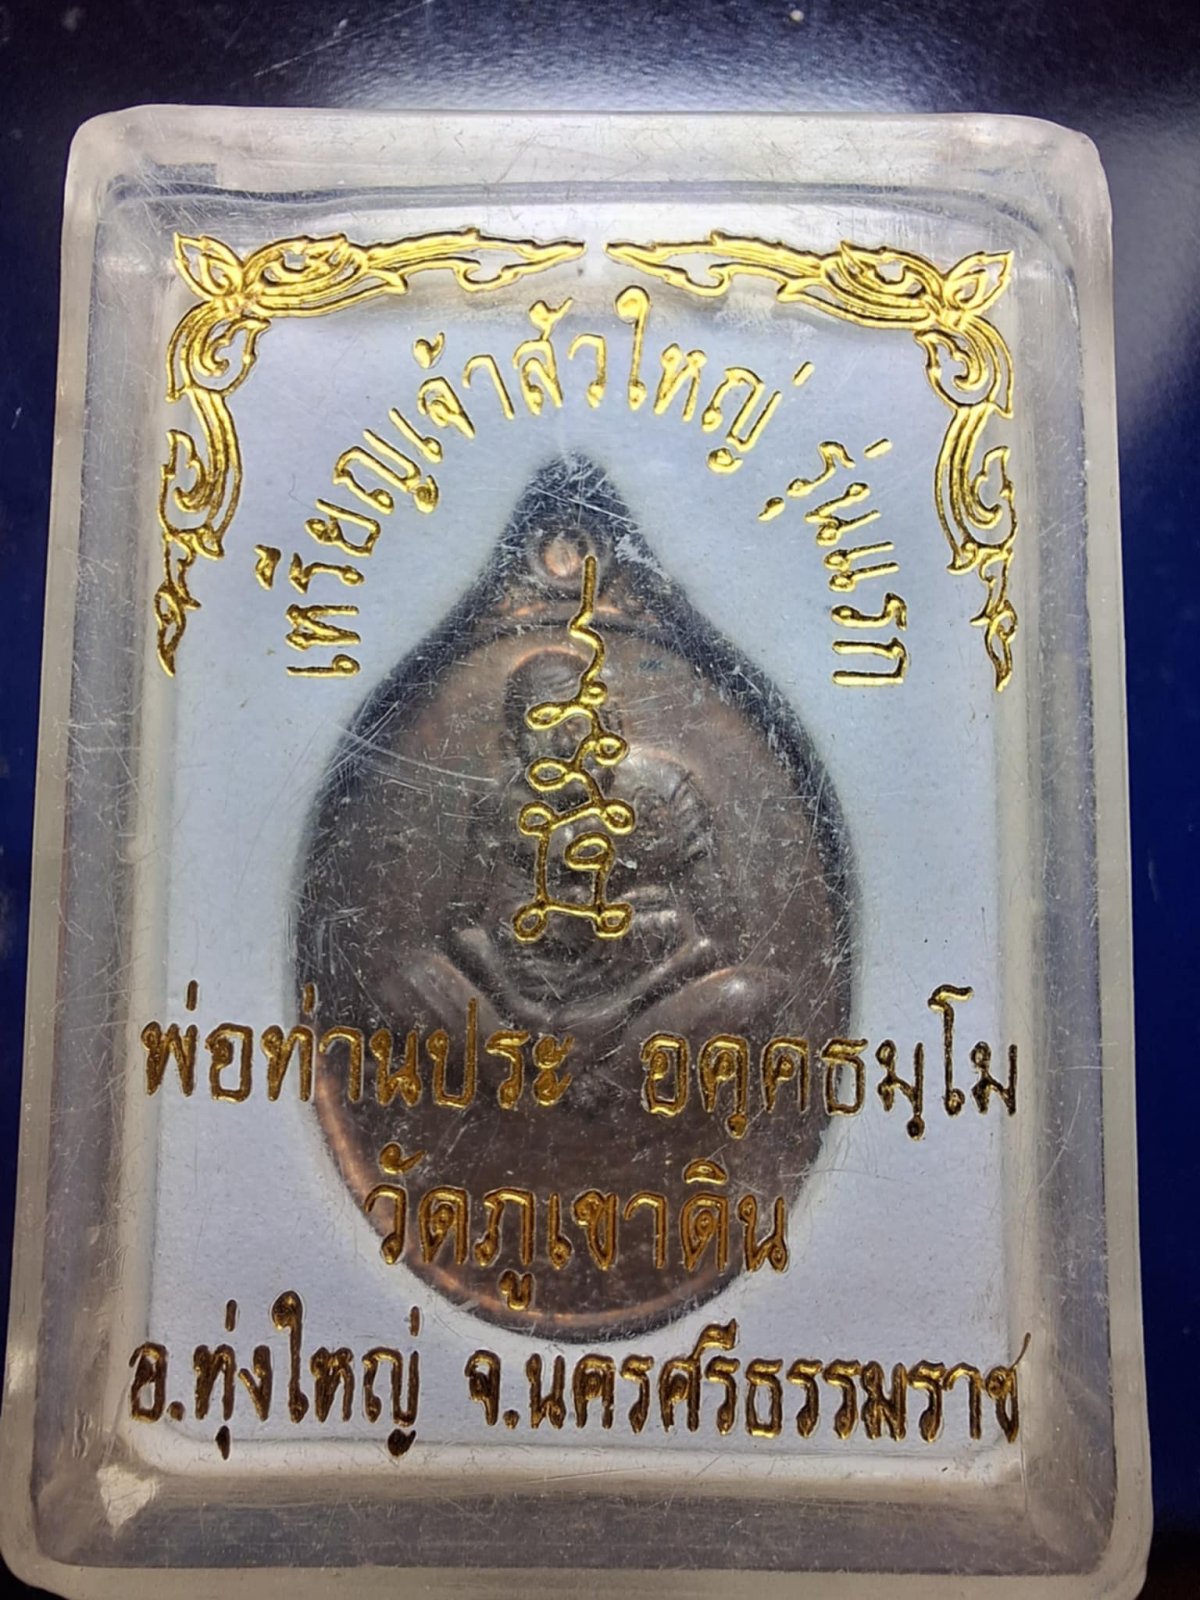 เหรียญเจ้าสัวใหญ่ รุ่นแรก
พ่อท่านประ อคฺคธมฺโม
วัดภูเขาดิน
อ.ทุ่งใหญ่ จ.นครศรีธรรมราช